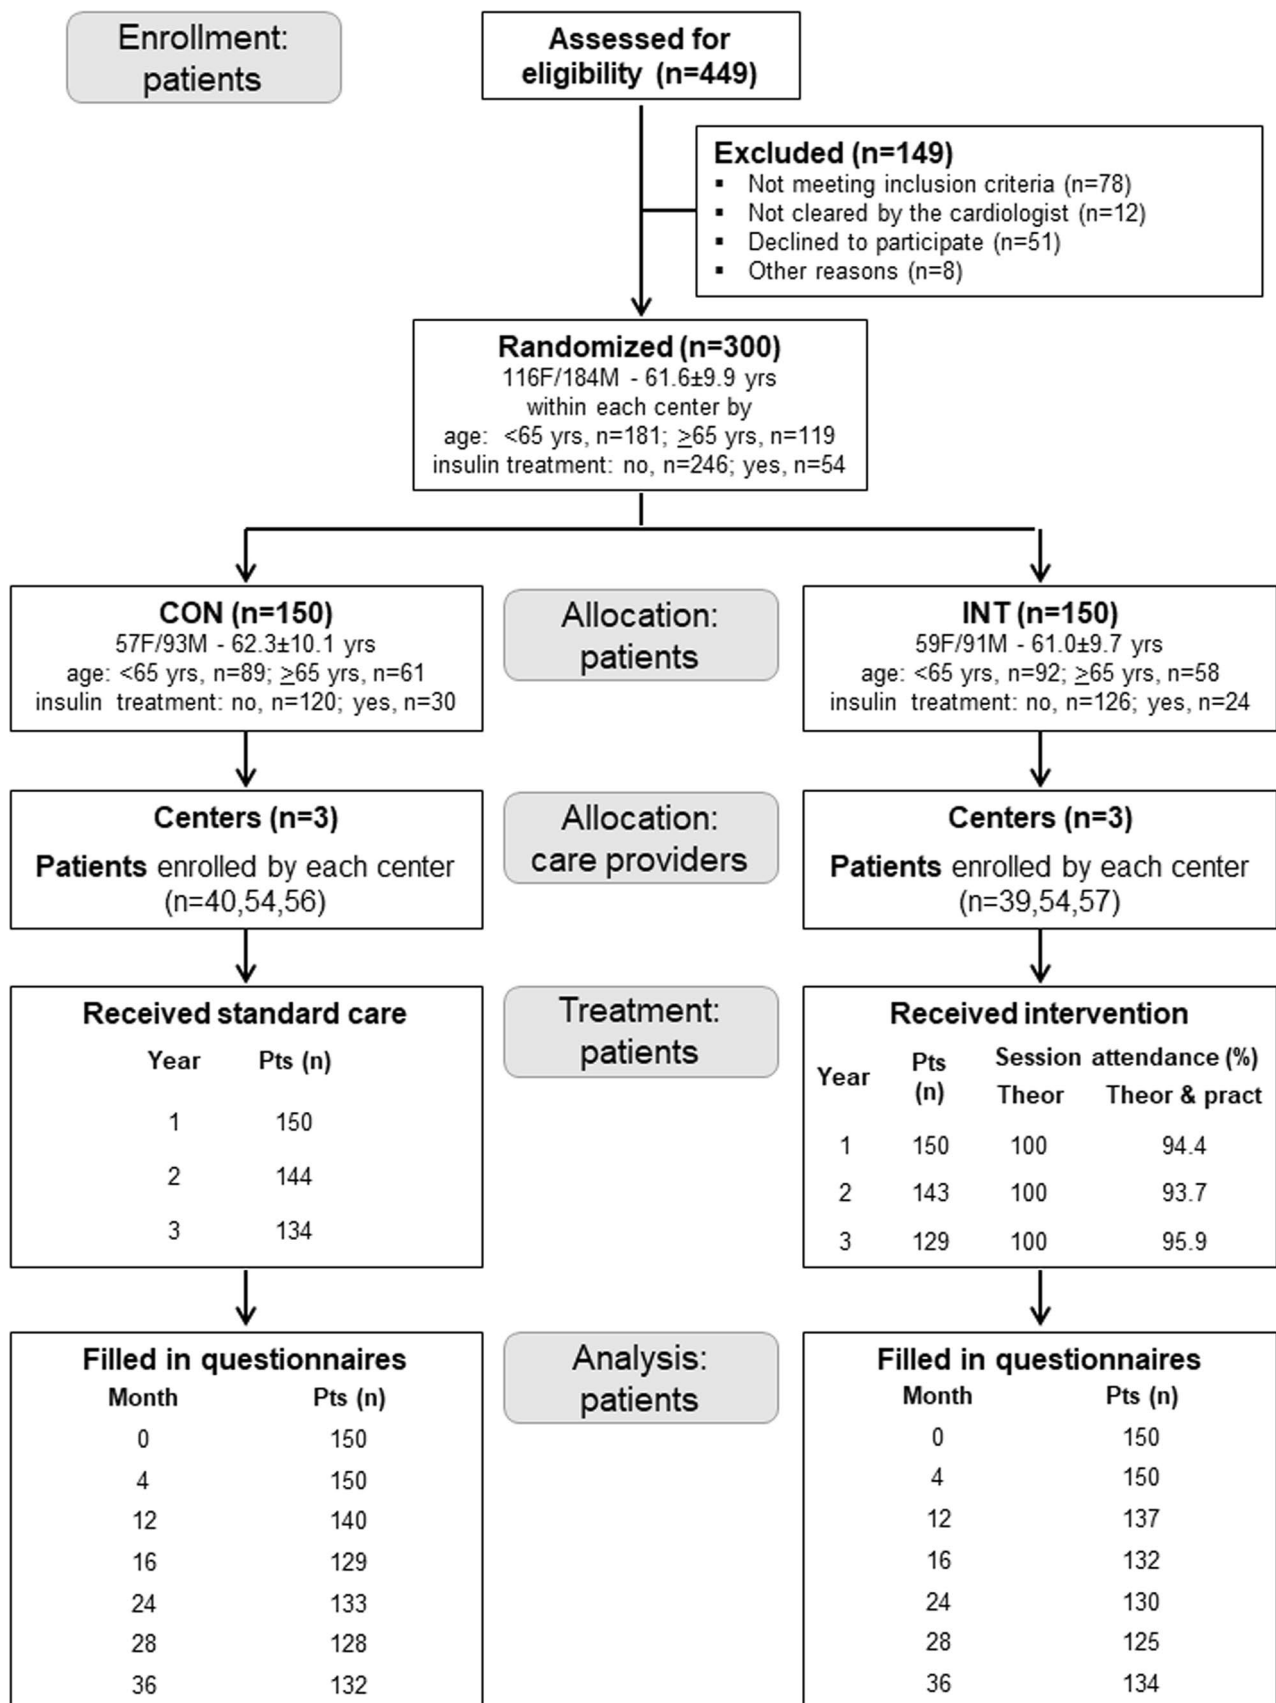 Enrollment:
patients
Assessed for
eligibility (n=449)
Excluded (n=149)
▪ Not meeting inclusion criteria (n=78)
▪ Not cleared by the cardiologist (n=12)
▪ Declined to participate (n=51)
▪ Other reasons (n=8)
Randomized (n=300)
116F/184M - 61.6±9.9 yrs
within each center by
age: <65 yrs, n=181; ≥65 yrs, n=119
insulin treatment: no, n=246; yes, n=54
CON (n=150)
57F/93M - 62.3±10.1 yrs
age: <65 yrs, n=89; ≥65 yrs, n=61
insulin treatment: no, n=120; yes, n=30
Allocation:
patients
INT (n=150)
59F/91M - 61.0±9.7 yrs
age: <65 yrs, n=92; ≥65 yrs, n=58
insulin treatment: no, n=126; yes, n=24
Centers (n=3)
Patients enrolled by each center
(n=40,54,56)
Allocation:
care providers
Centers (n=3)
Patients enrolled by each center
(n=39,54,57)
Received standard care
Year Pts (n)
1 150
2 144
3 134
Treatment:
patients
Received intervention
Year Pts (n) Session attendance (%)
Theor Theor & pract
1 150 100 94.4
2 143 100 93.7
3 129 100 95.9
Filled in questionnaires
Month Pts (n)
0 150
4 150
12 140
16 129
24 133
28 128
36 132
Analysis:
patients
Filled in questionnaires
Month Pts (n)
0 150
4 150
12 137
16 132
24 130
28 125
36 134